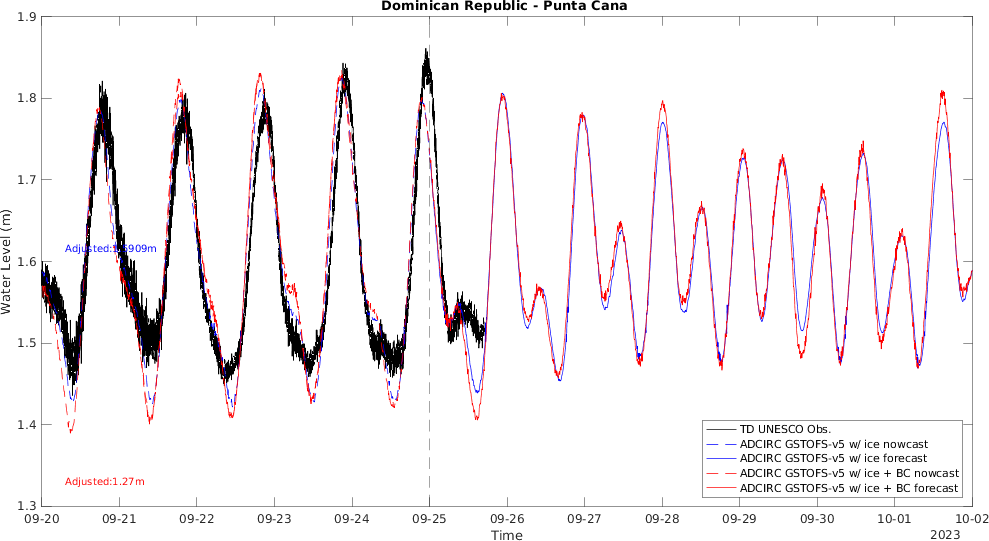 Dominican Republic - Punta Cana
1.9
1.8
1.7
1.6
1.5
1.4
1.3
Water Level (m)
Adjusted:1.5909m
Adjusted:1.27m
TD UNESCO Obs.
ADCIRC GSTOFS-v5 w/ ice nowcast
ADCIRC GSTOFS-v5 w/ ice forecast
ADCIRC GSTOFS-v5 w/ ice + BC nowcast
ADCIRC GSTOFS-v5 w/ ice + BC forecast
09-20 09-21 09-22 09-23 09-24 09-25 09-26 09-27 09-28 09-29 09-30 10-01 10-02
Time
2023